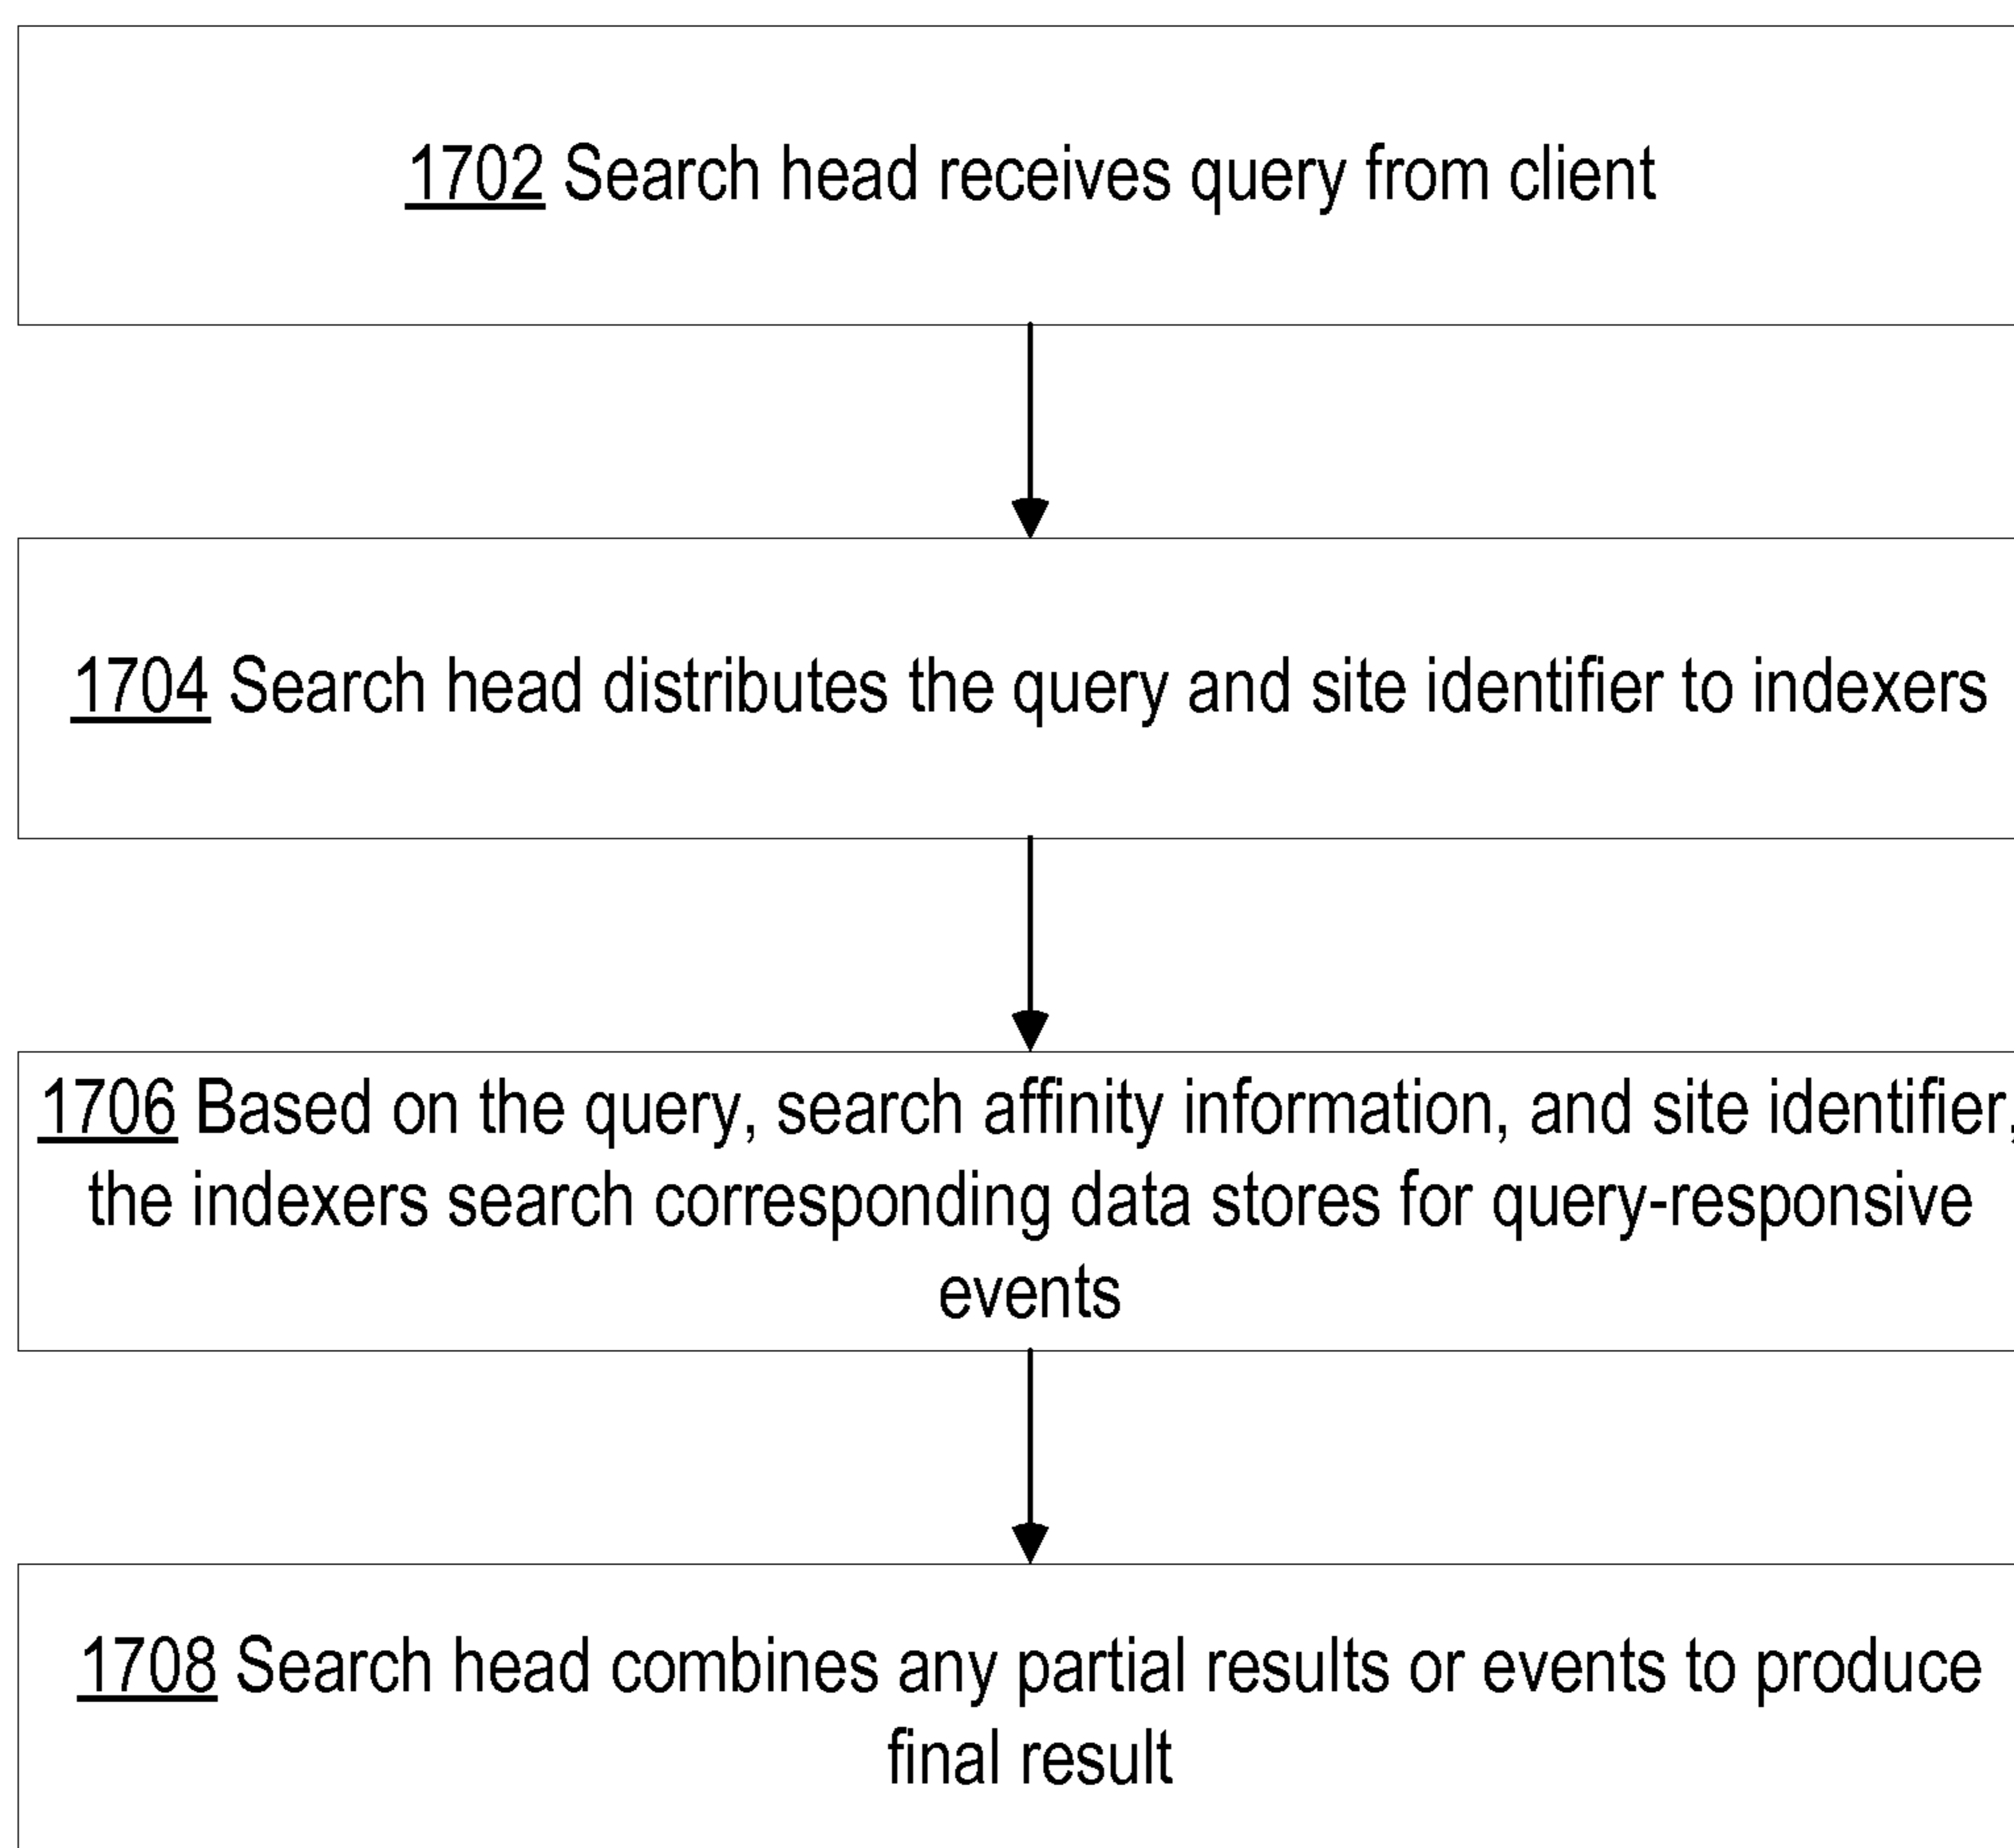 1702 Search head receives query from client
1704 Search head distributes the query and site identifier to indexers
1706 Based on the query, search affinity information, and site identifier,
the indexers search corresponding data stores for query-responsive
events
1708 Search head combines any partial results or events to produce
final result